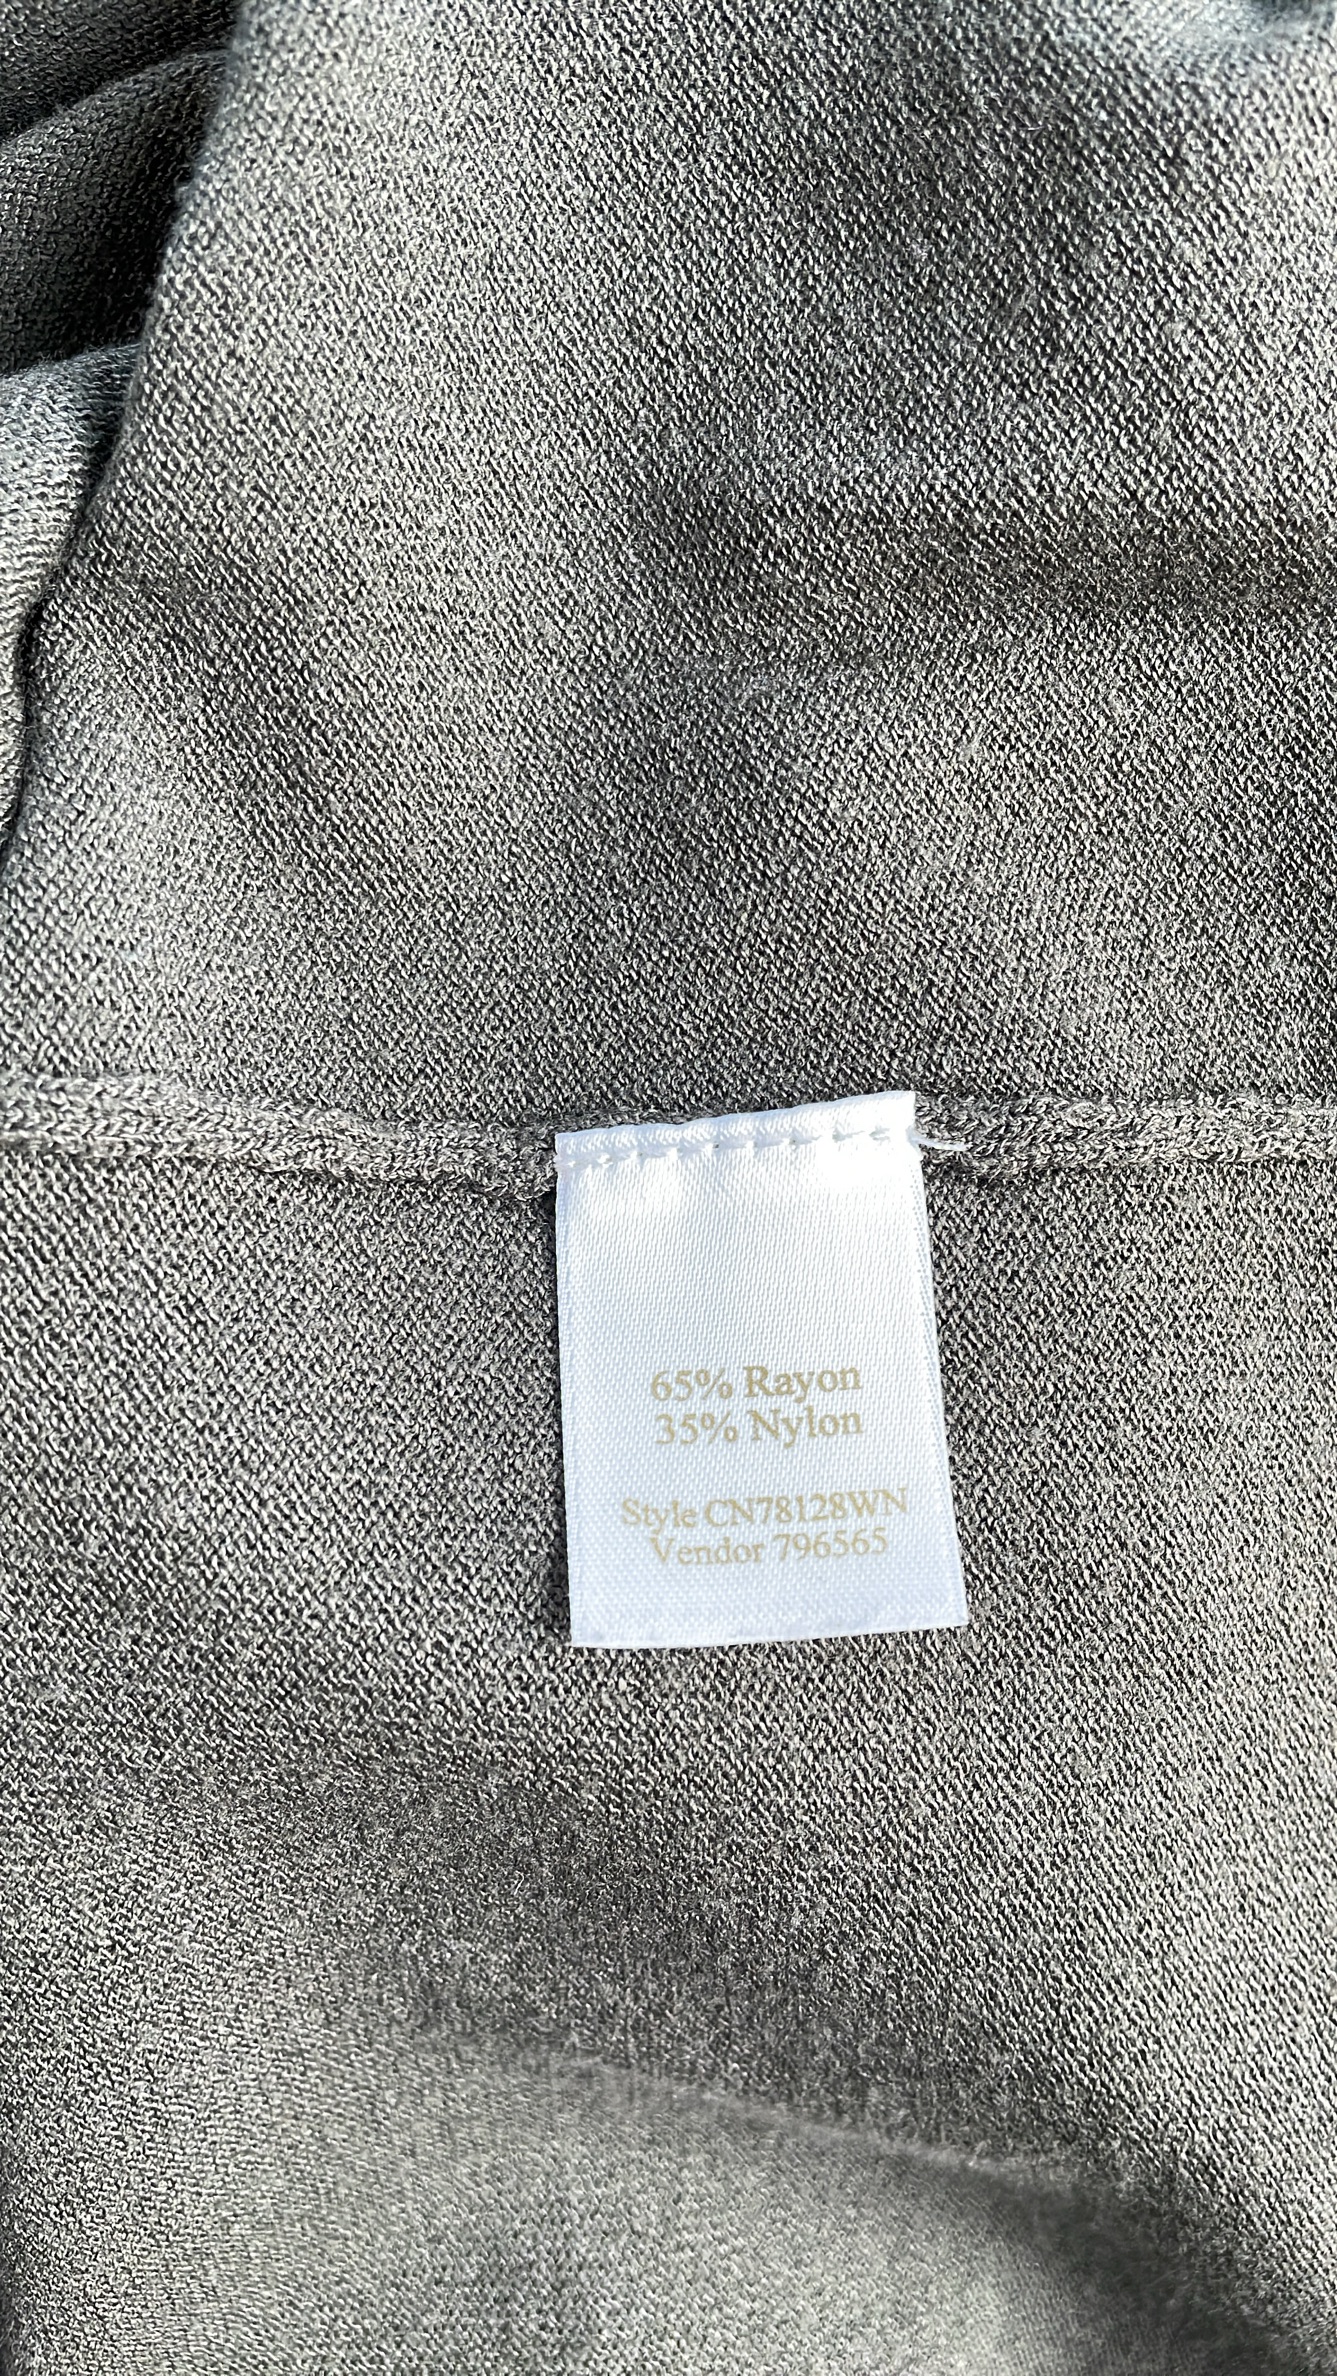 65% Rayon
35% Nylon
Style CN78128WN
Vendor 796565